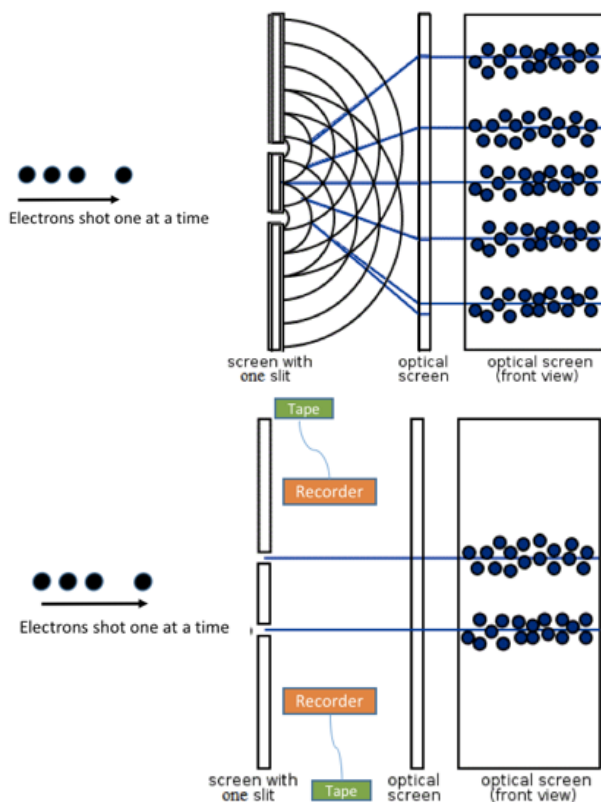 Electrons shot one at a time
screen with
one slit
optical
screen
optical screen
(front view)
Tape
Recorder
Electrons shot one at a time
Recorder
Tape
screen with
one slit
optical
screen
optical screen
(front view)